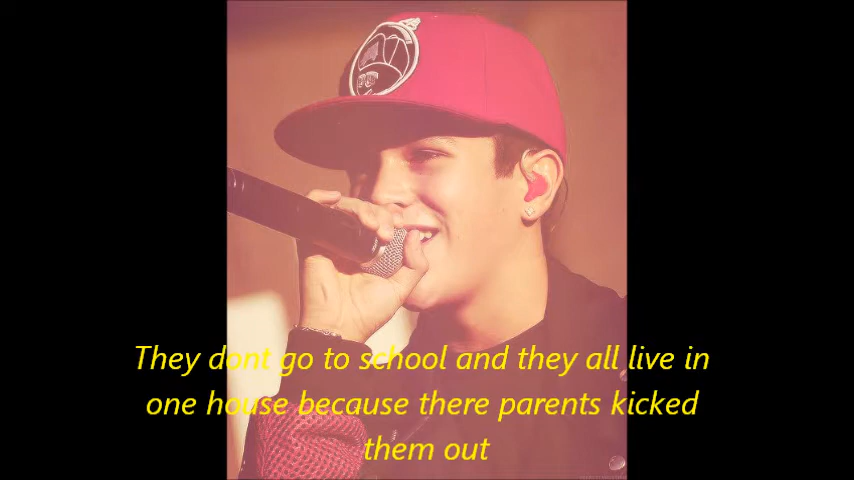 They dont go to school and they all live in
one house because there parents kicked
them out